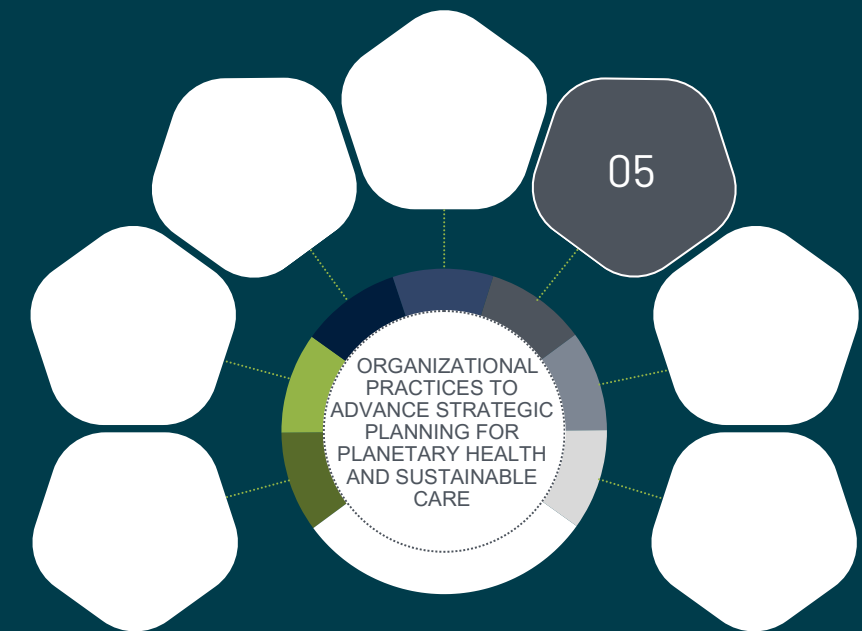 05
ORGANIZATIONAL
PRACTICES TO
ADVANCE STRATEGIC
PLANNING FOR
PLANETARY HEALTH
AND SUSTAINABLE
CARE